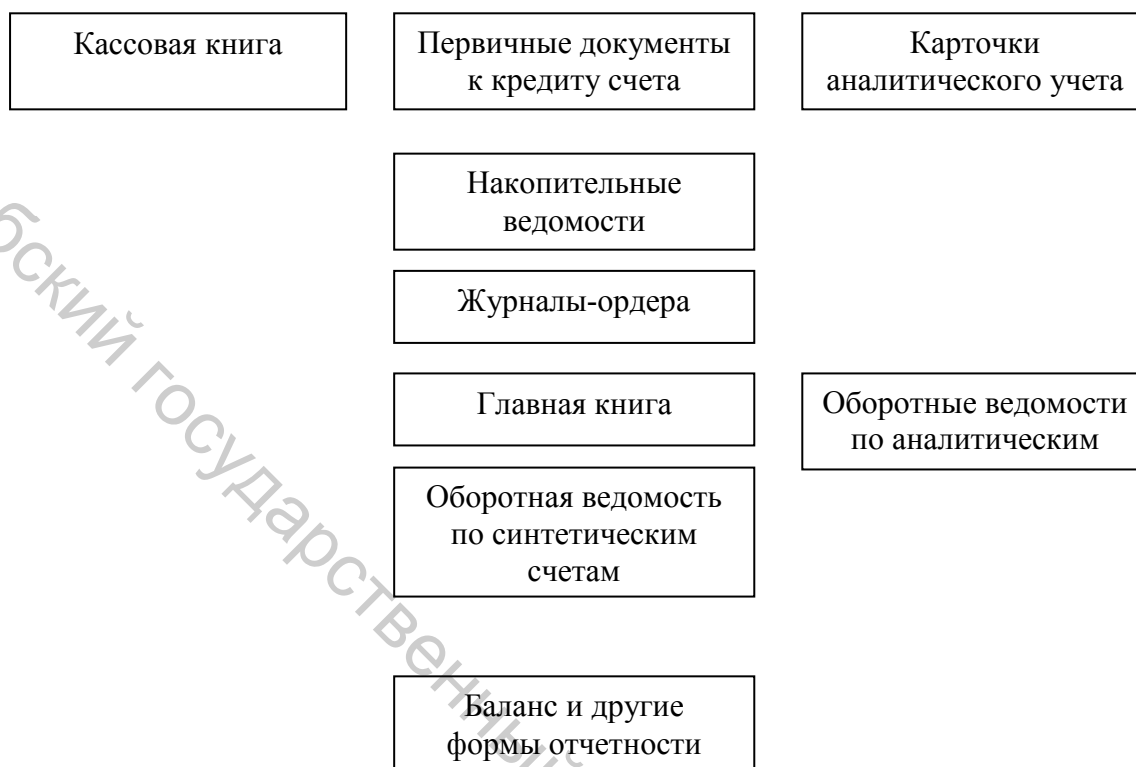 Кассовая книга
Первичные документы
к кредиту счета
Карточки
аналитического учета
Накопительные
ведомости
Журналы-ордера
Главная книга
Оборотные ведомости
по аналитическим
Оборотная ведомость
по синтетическим
счетам
Баланс и другие
формы отчетности
государственный